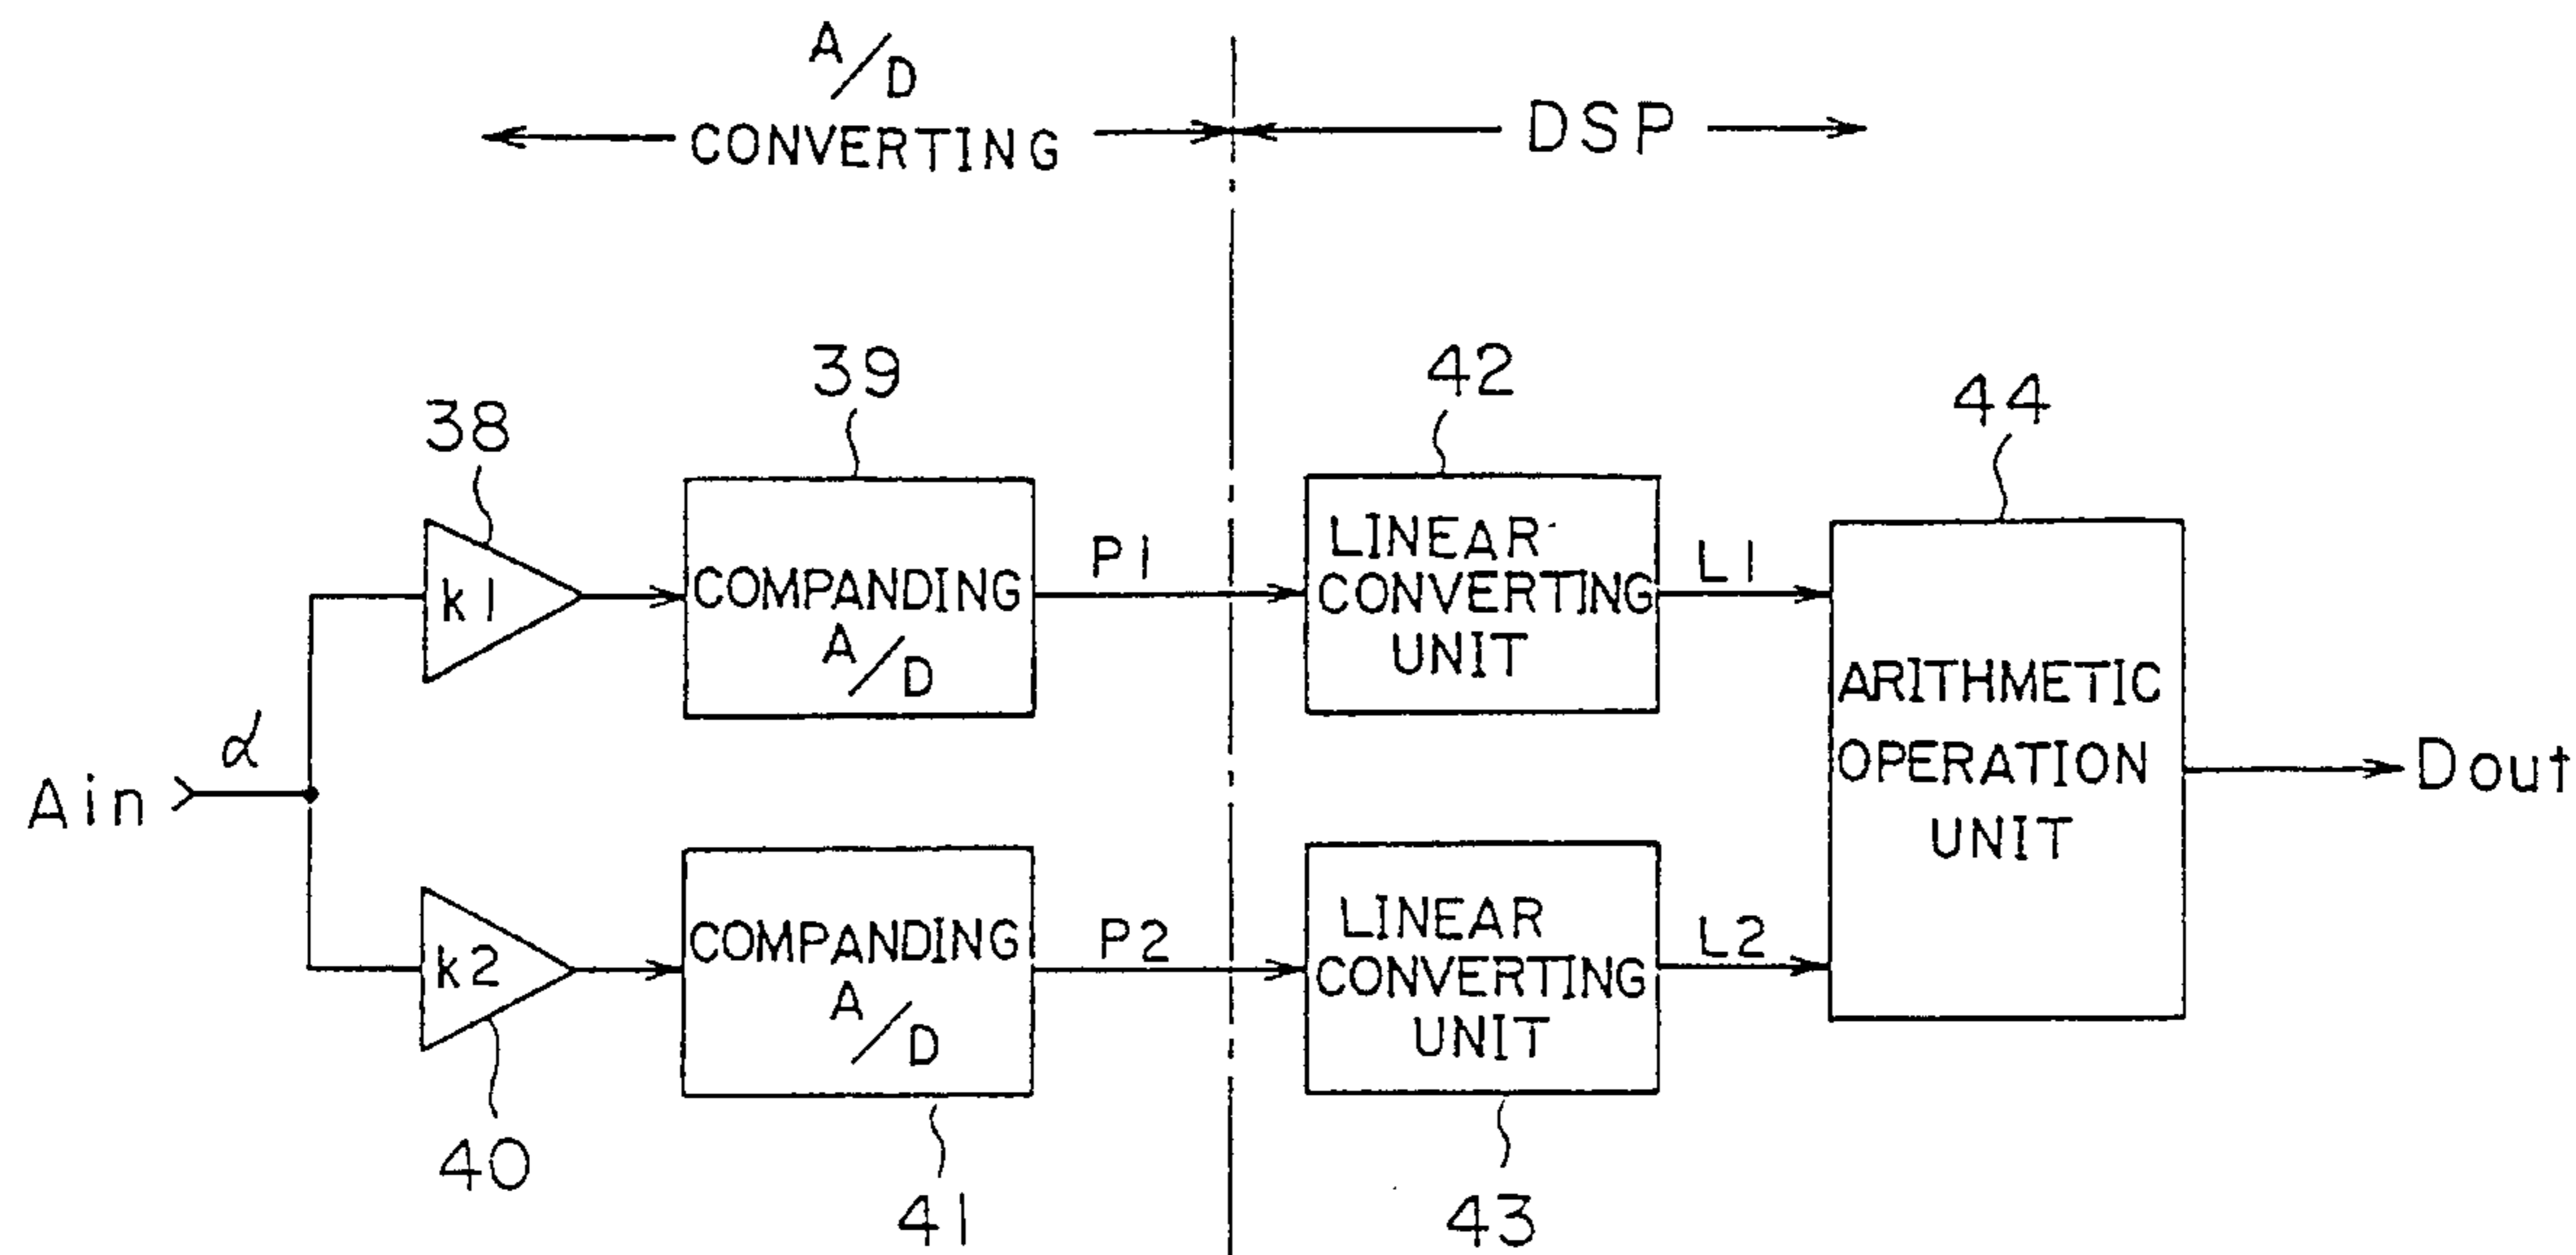 A/D
CONVERTING
DSP
38
39
42
44
k1
COMPANDING
A/D
P1
LINEAR
CONVERTING
UNIT
L1
ARITHMETIC
OPERATION
UNIT
α
Ain
Dout
k2
COMPANDING
A/D
P2
LINEAR
CONVERTING
UNIT
L2
40
41
43